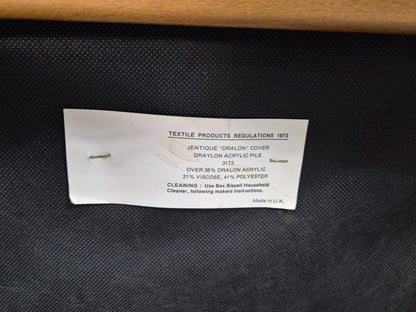 TEXTILE PRODUCTS REGULATIONS 1973
JENTIQUE "DRALON" COVER
DRAYLON ACRYLIC PILE
3173
OVER 38% DRALON ACRYLIC
21% VISCOSE, 41% POLYESTER
CLEANING : Use Bex Bissell Household
Cleaner, following makers instructions.
Made in U.K.